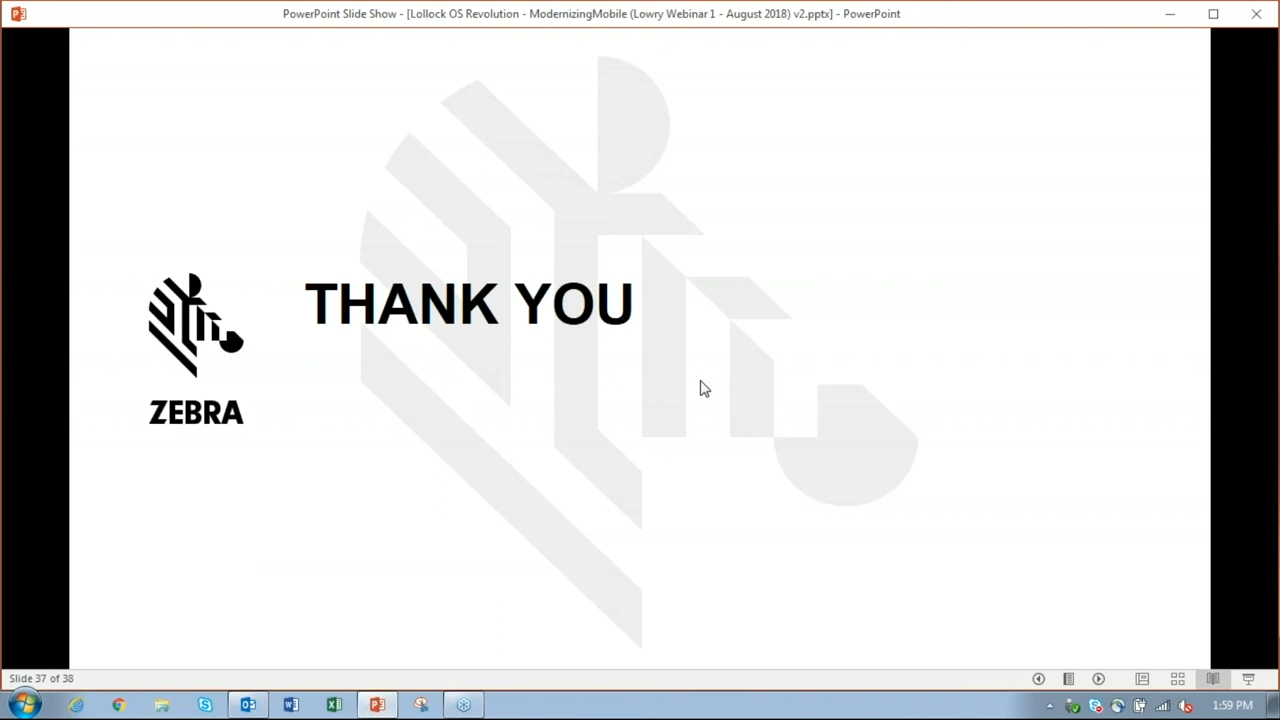 PowerPoint Slide Show - [Lollock OS Revolution - ModernizingMobile (Lowry Webinar 1 - August 2018) v2.pptx] - PowerPoint
THANK YOU
ZEBRA
Slide 37 of 38
1:59 PM